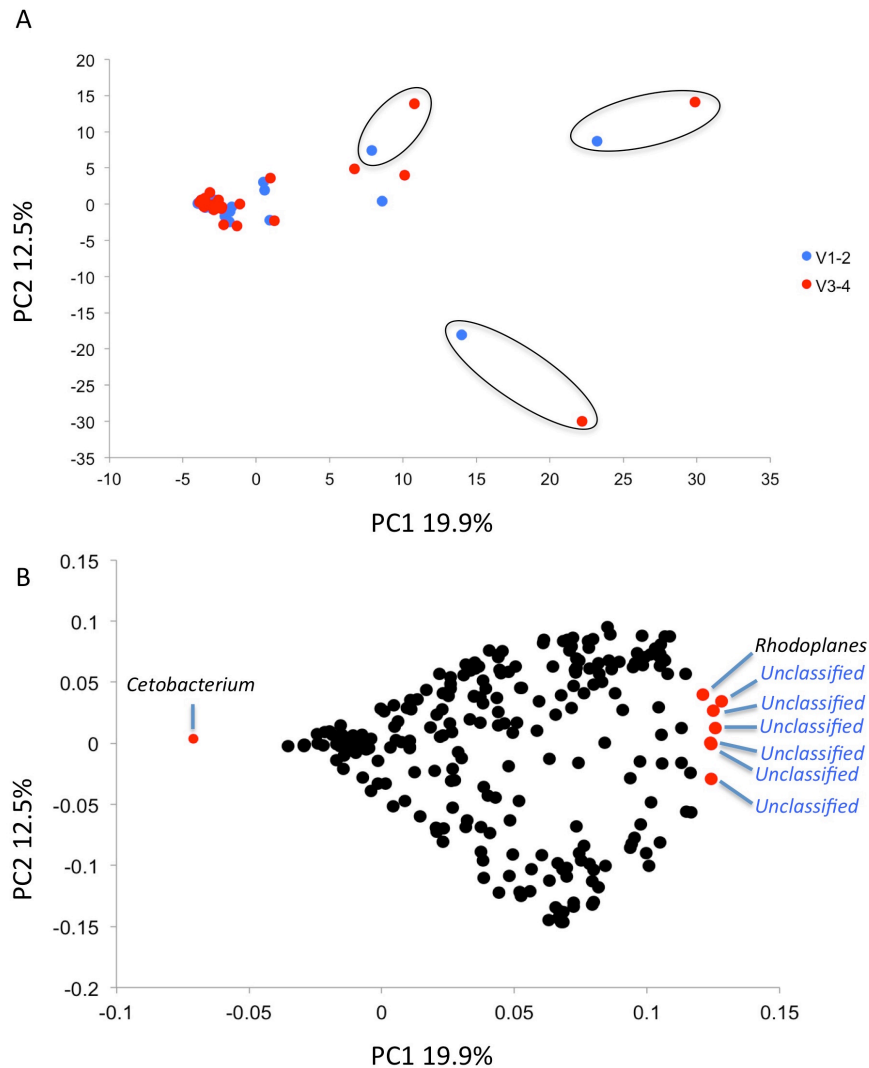 A
20
15
10
5
0
-5
-10
-15
-20
-25
-30
-35
PC2 12.5%
-10 -5 0 5 10 15 20 25 30 35
PC1 19.9%
V1-2
V3-4
B
0.15
0.1
0.05
0
-0.05
-0.1
-0.15
-0.2
PC2 12.5%
Cetobacterium
Rhodoplanes
Unclassified
Unclassified
Unclassified
Unclassified
Unclassified
Unclassified
-0.1 -0.05 0 0.05 0.1 0.15
PC1 19.9%